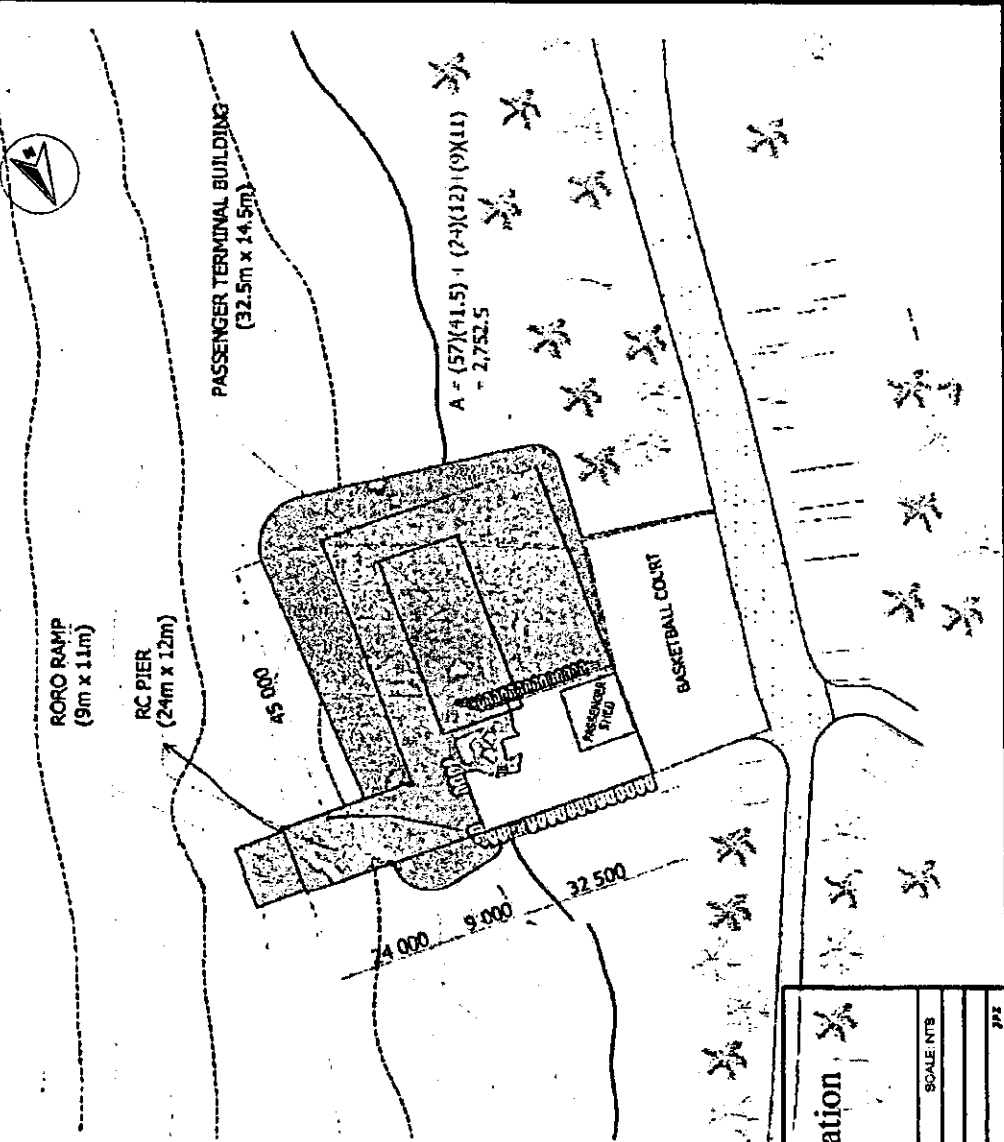 RORO RAMP
(9m x 11m)
RC PIER
(24m x 12m)
PASSENGER TERMINAL BUILDING
(32.5m x 14.5m)
45 000
A = (57)(41.5) + (24)(12)+(9)(11)
= 2,752.5
BASKETBALL COURT
PASSENGER
SHED
24 000
9 000
32 500
ation
SCALE: NTS